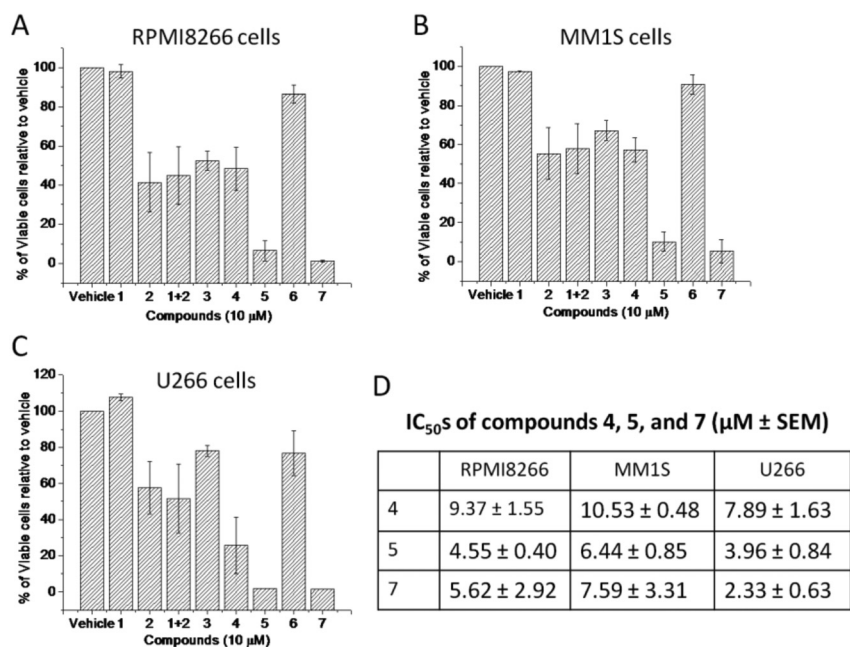 A
RPMI8266 cells
% of Viable cells relative to vehicle
100
80
60
40
20
0
Vehicle 1 2 1+2 3 4 5 6 7
Compounds (10 µM)
B
MM1S cells
% of Viable cells relative to vehicle
100
80
60
40
20
0
Vehicle 1 2 1+2 3 4 5 6 7
Compounds (10 µM)
C
U266 cells
% of Viable cells relative to vehicle
120
100
80
60
40
20
0
Vehicle 1 2 1+2 3 4 5 6 7
Compounds (10 µM)
D
IC50s of compounds 4, 5, and 7 (µM ± SEM)
RPMI8266 MM1S U266
4 9.37 ± 1.55 10.53 ± 0.48 7.89 ± 1.63
5 4.55 ± 0.40 6.44 ± 0.85 3.96 ± 0.84
7 5.62 ± 2.92 7.59 ± 3.31 2.33 ± 0.63